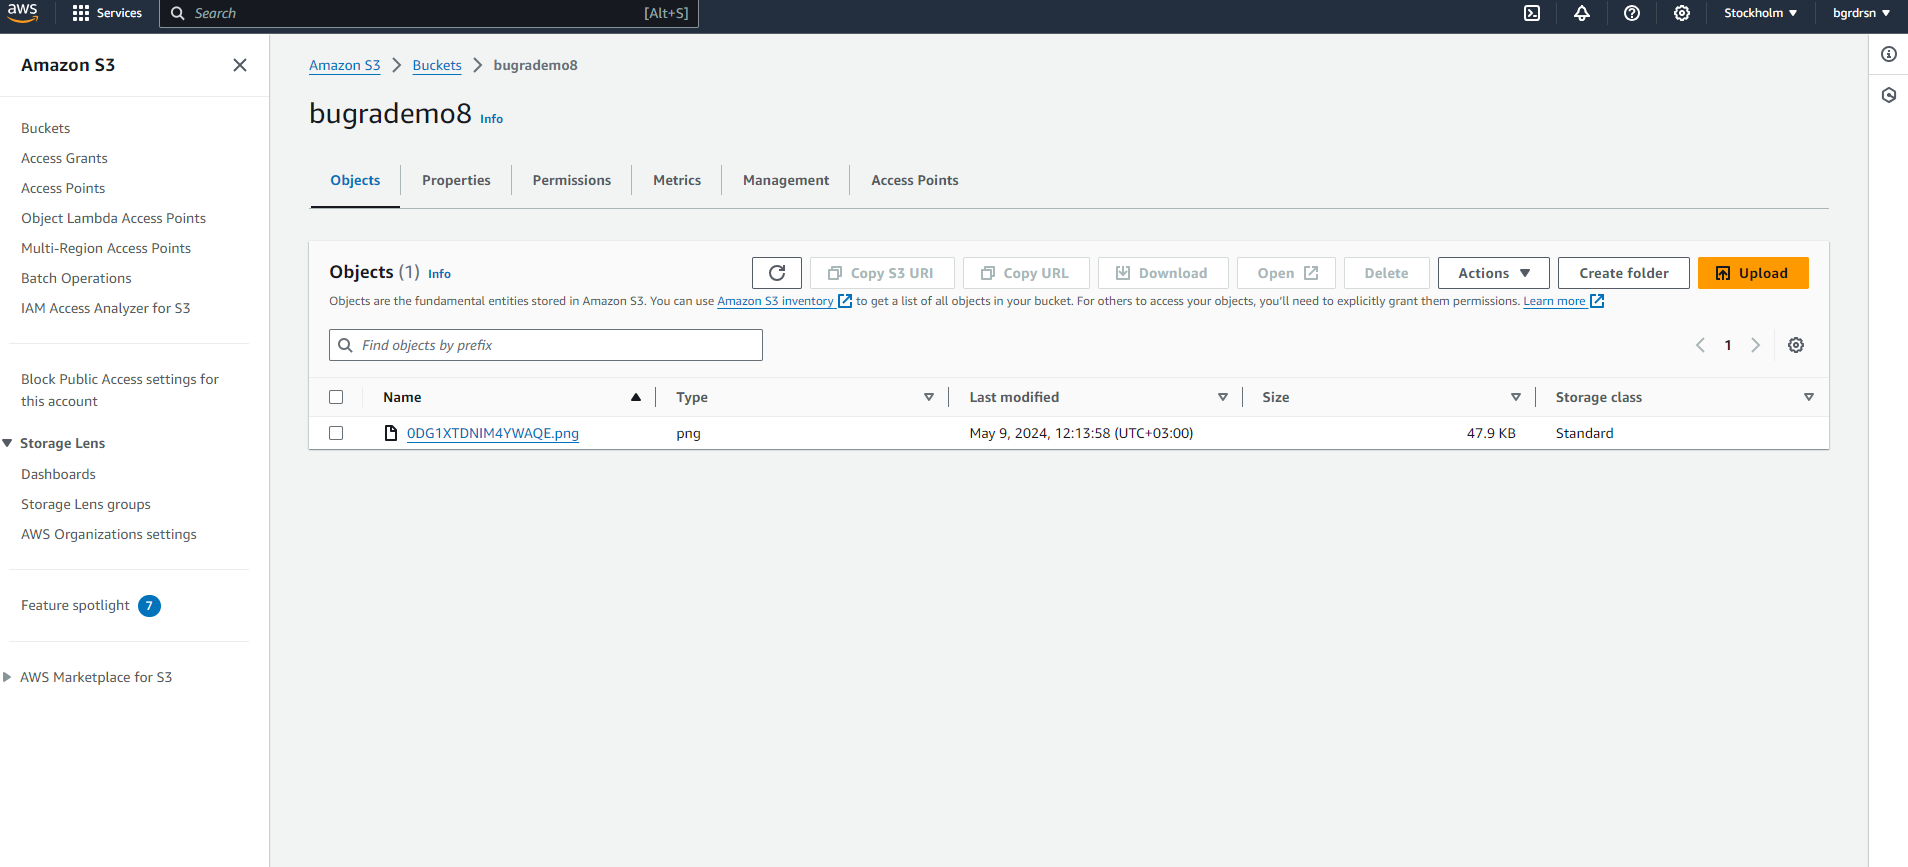 aws Services Search [Alt+S] Stockholm bgrdrsn
Amazon S3
Buckets
Access Grants
Access Points
Object Lambda Access Points
Multi-Region Access Points
Batch Operations
IAM Access Analyzer for S3
Block Public Access settings for
this account
Storage Lens
Dashboards
Storage Lens groups
AWS Organizations settings
Feature spotlight 7
AWS Marketplace for S3
Amazon S3 Buckets bugrademo8
bugrademo8 Info
Objects Properties Permissions Metrics Management Access Points
Objects (1) Info Copy S3 URI Copy URL Download Open Delete Actions Create folder Upload
Objects are the fundamental entities stored in Amazon S3. You can use Amazon S3 inventory to get a list of all objects in your bucket. For others to access your objects, you'll need to explicitly grant them permissions. Learn more
Find objects by prefix 1
Name Type Last modified Size Storage class
0DG1XTDNIM4YWAQE.png png May 9, 2024, 12:13:58 (UTC+03:00) 47.9 KB Standard